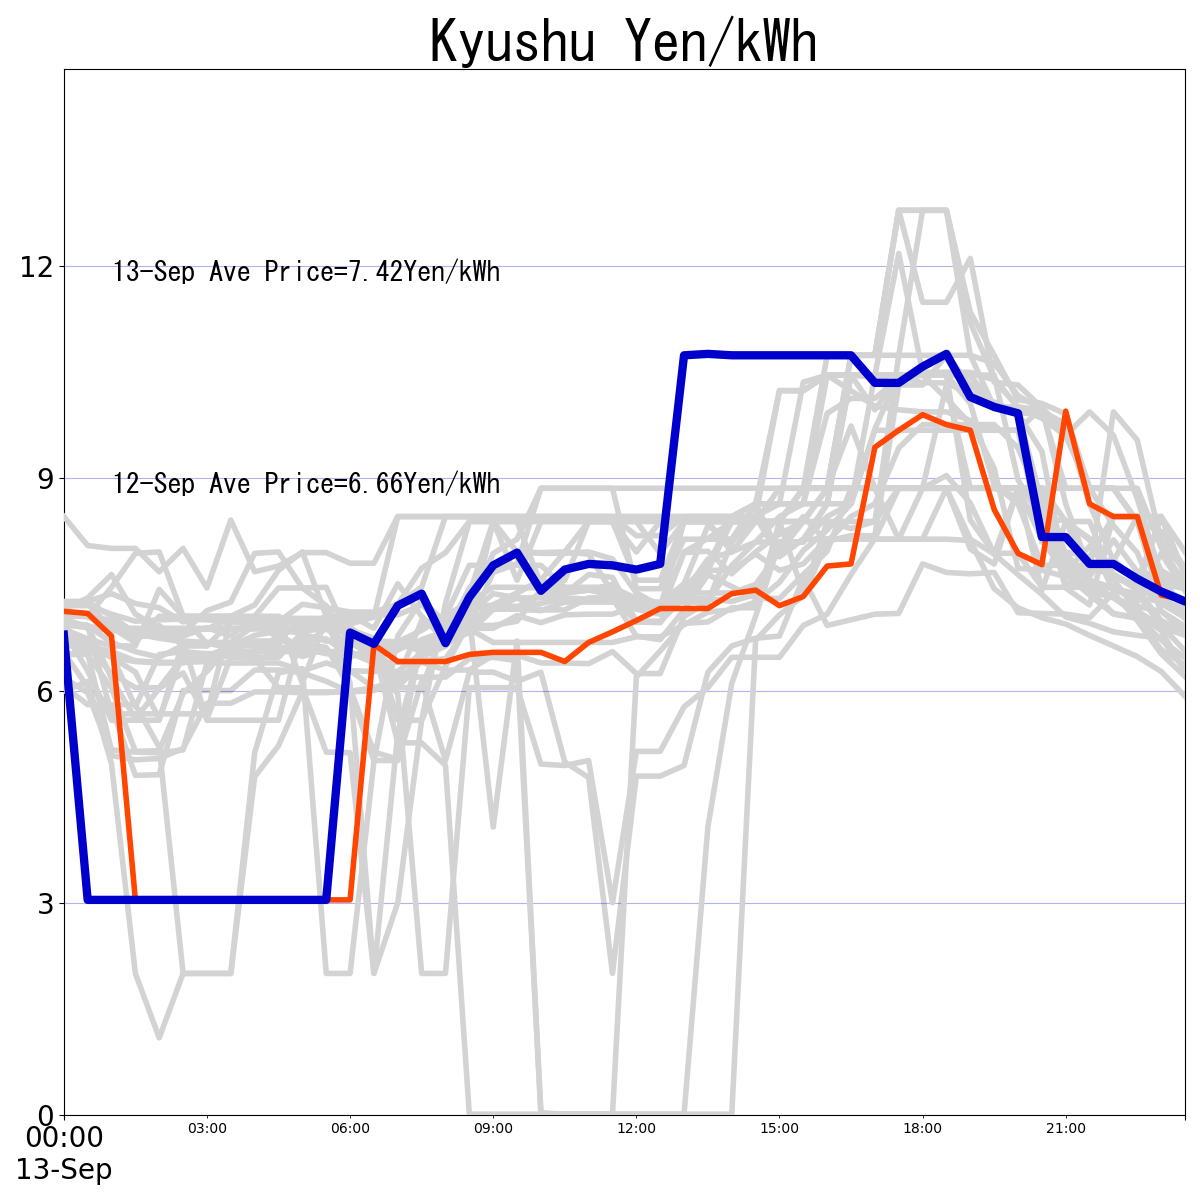 Kyushu Yen/kWh
12
13-Sep Ave Price=7.42Yen/kWh
9
12-Sep Ave Price=6.66Yen/kWh
6
3
0
00:00 03:00 06:00 09:00 12:00 15:00 18:00 21:00
13-Sep